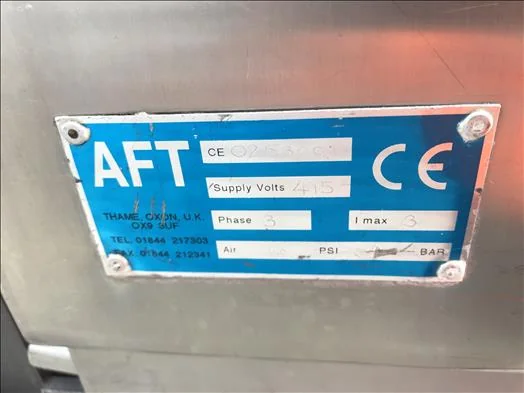 AFT
CE
CE
Supply Volts 415
Phase 3
I max 3
Air
PSI
BAR
THAME, OXON, U.K.
OX9 3UF
TEL. 01844 217303
FAX. 01844 212341